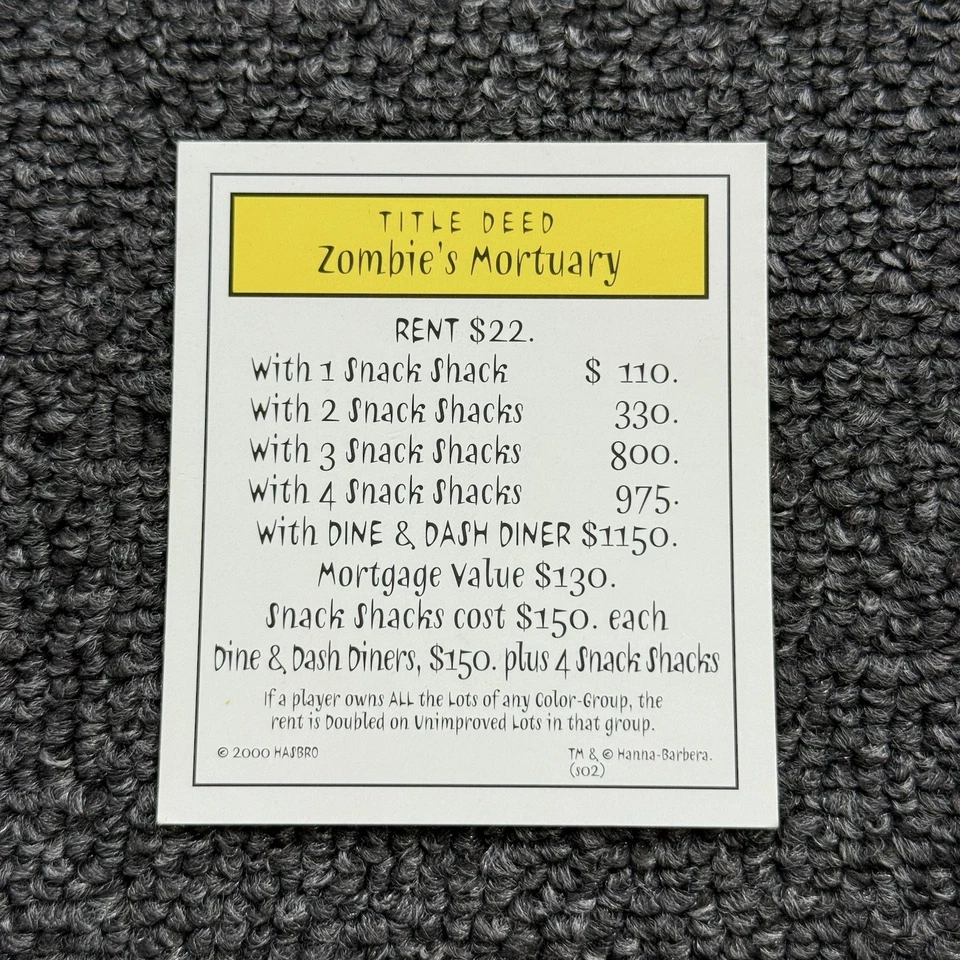 TITLE DEED
Zombie's Mortuary
RENT $22.
With 1 Snack Shack $ 110.
With 2 Snack Shacks 330.
With 3 Snack Shacks 800.
With 4 Snack Shacks 975.
With DINE & DASH DINER $1150.
Mortgage Value $130.
Snack Shacks cost $150. each
Dine & Dash Diners, $150. plus 4 Snack Shacks
If a player owns ALL the Lots of any Color-Group, the
rent is Doubled on Unimproved Lots in that group.
© 2000 HASBRO TM & © Hanna-Barbera.
(s02)